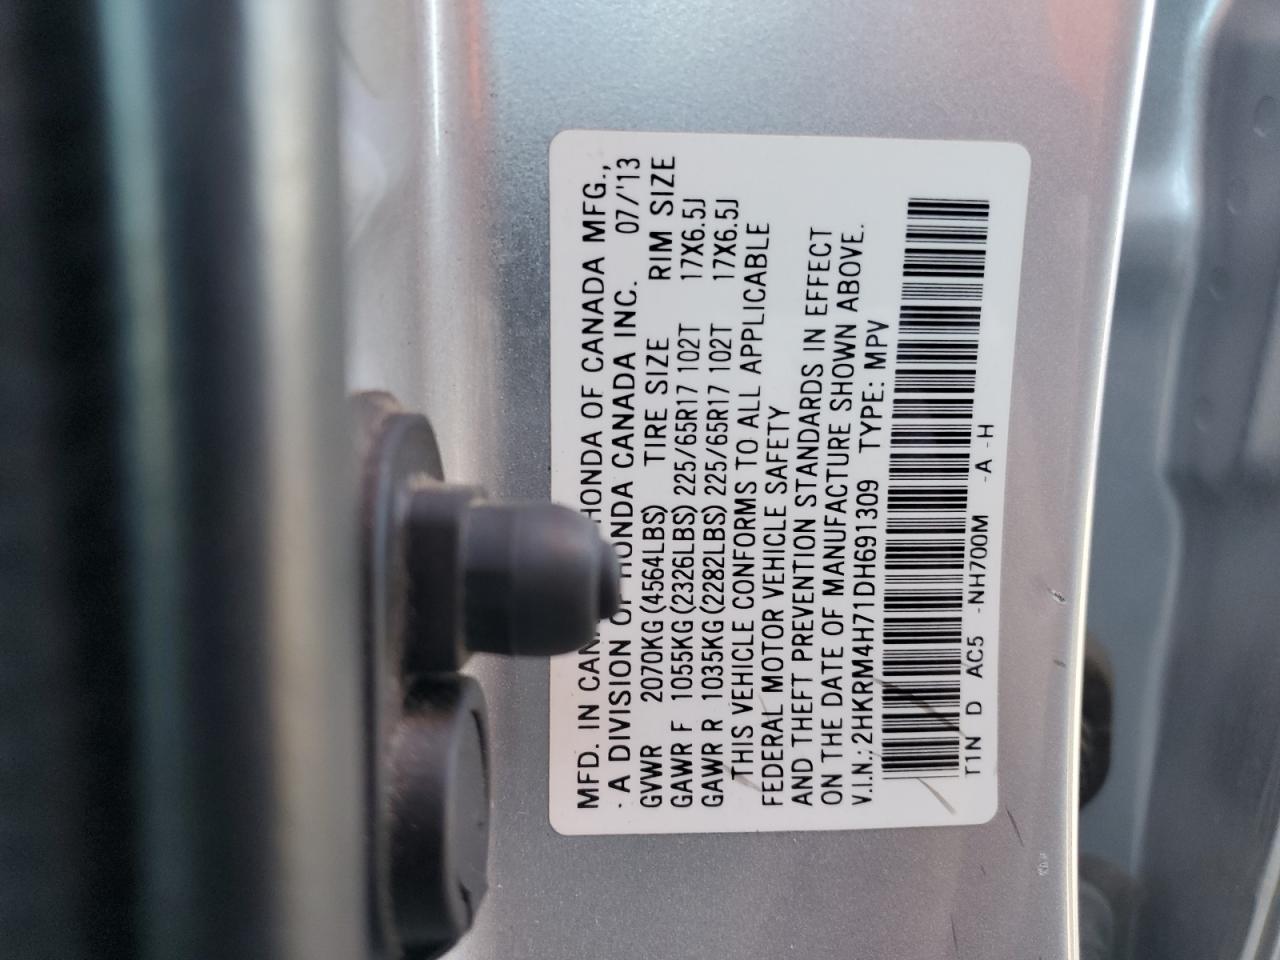 MFD. IN HONDA OF CANADA MFG.,
A DIVISION OF HONDA CANADA INC. 07/'13
GVWR 2070KG(4564LBS) TIRE SIZE RIM SIZE
GAWR F 1055KG(2326LBS) 225/65R17 102T 17X6.5J
GAWR R 1035KG(2282LBS) 225/65R17 102T 17X6.5J
THIS VEHICLE CONFORMS TO ALL APPLICABLE
FEDERAL MOTOR VEHICLE SAFETY
AND THEFT PREVENTION STANDARDS IN EFFECT
ON THE DATE OF MANUFACTURE SHOWN ABOVE.
V.I.N.: 2HKRM4H71DH691309 TYPE: MPV
T1N D AC5 -NH700M -A -H